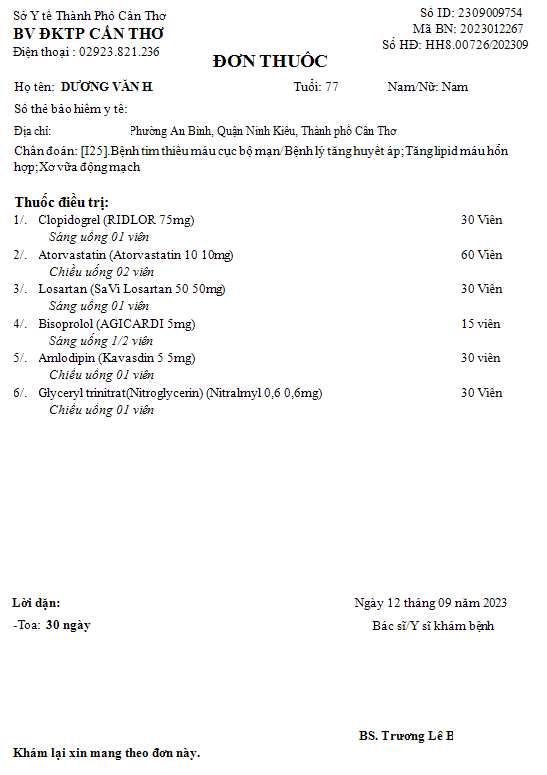 Sở Y tế Thành Phố Cần Thơ
BV ĐKTP CẦN THƠ
Điện thoại : 02923.821.236
Số ID: 2309009754
Mã BN: 2023012267
Số HĐ: HH8.00726/202309
ĐƠN THUỐC
Họ tên: DƯƠNG VĂN H
Tuổi: 77
Nam/Nữ: Nam
Số thẻ bảo hiểm y tế:
Địa chỉ: Phường An Bình, Quận Ninh Kiều, Thành phố Cần Thơ
Chẩn đoán: [I25].Bệnh tim thiếu máu cục bộ mạn/Bệnh lý tăng huyết áp;Tăng lipid máu hỗn
hợp;Xơ vữa động mạch
Thuốc điều trị:
1/. Clopidogrel (RIDLOR 75mg) 30 Viên
Sáng uống 01 viên
2/. Atorvastatin (Atorvastatin 10 10mg) 60 Viên
Chiều uống 02 viên
3/. Losartan (SaVi Losartan 50 50mg) 30 Viên
Sáng uống 01 viên
4/. Bisoprolol (AGICARDI 5mg) 15 viên
Sáng uống 1/2 viên
5/. Amlodipin (Kavasdin 5 5mg) 30 viên
Chiều uống 01 viên
6/. Glyceryl trinitrat(Nitroglycerin) (Nitralmyl 0,6 0,6mg) 30 Viên
Chiều uống 01 viên
Lời dặn:
-Toa: 30 ngày
Ngày 12 tháng 09 năm 2023
Bác sĩ/Y sĩ khám bệnh
BS. Trương Lê B
Khám lại xin mang theo đơn này.